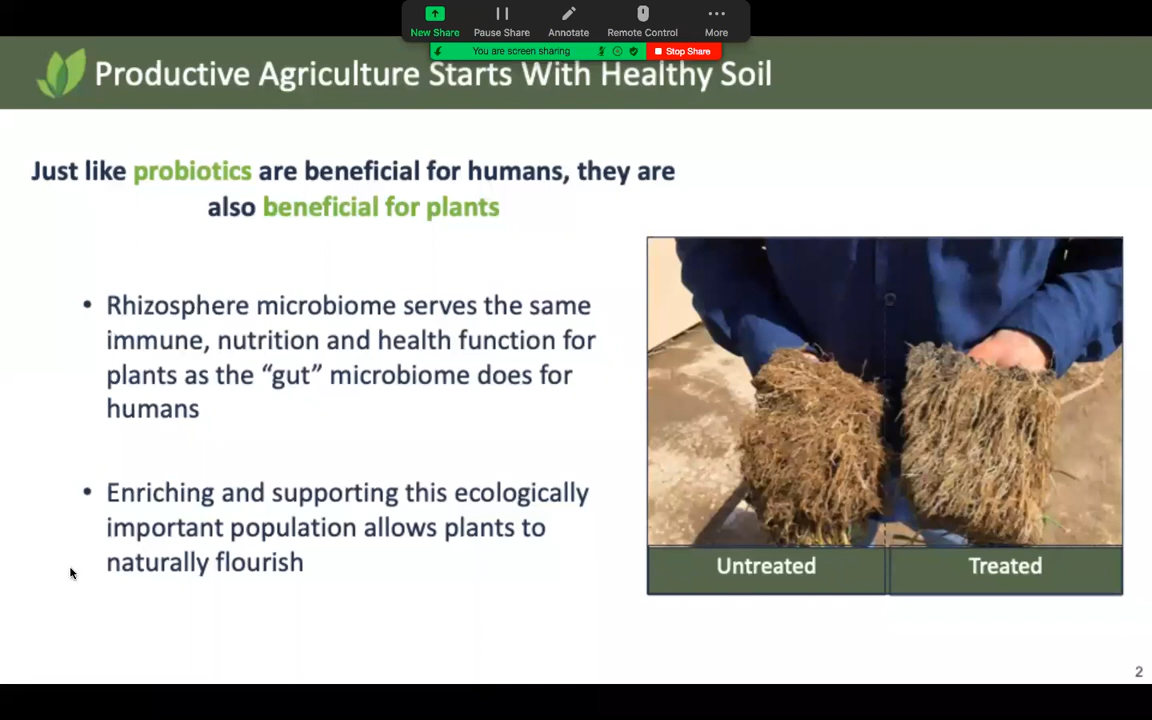 New Share
Pause Share
Annotate
Remote Control
More
You are screen sharing
Stop Share
Productive Agriculture Starts With Healthy Soil
Just like probiotics are beneficial for humans, they are
also beneficial for plants
• Rhizosphere microbiome serves the same
immune, nutrition and health function for
plants as the “gut” microbiome does for
humans
• Enriching and supporting this ecologically
important population allows plants to
naturally flourish
Untreated
Treated
2